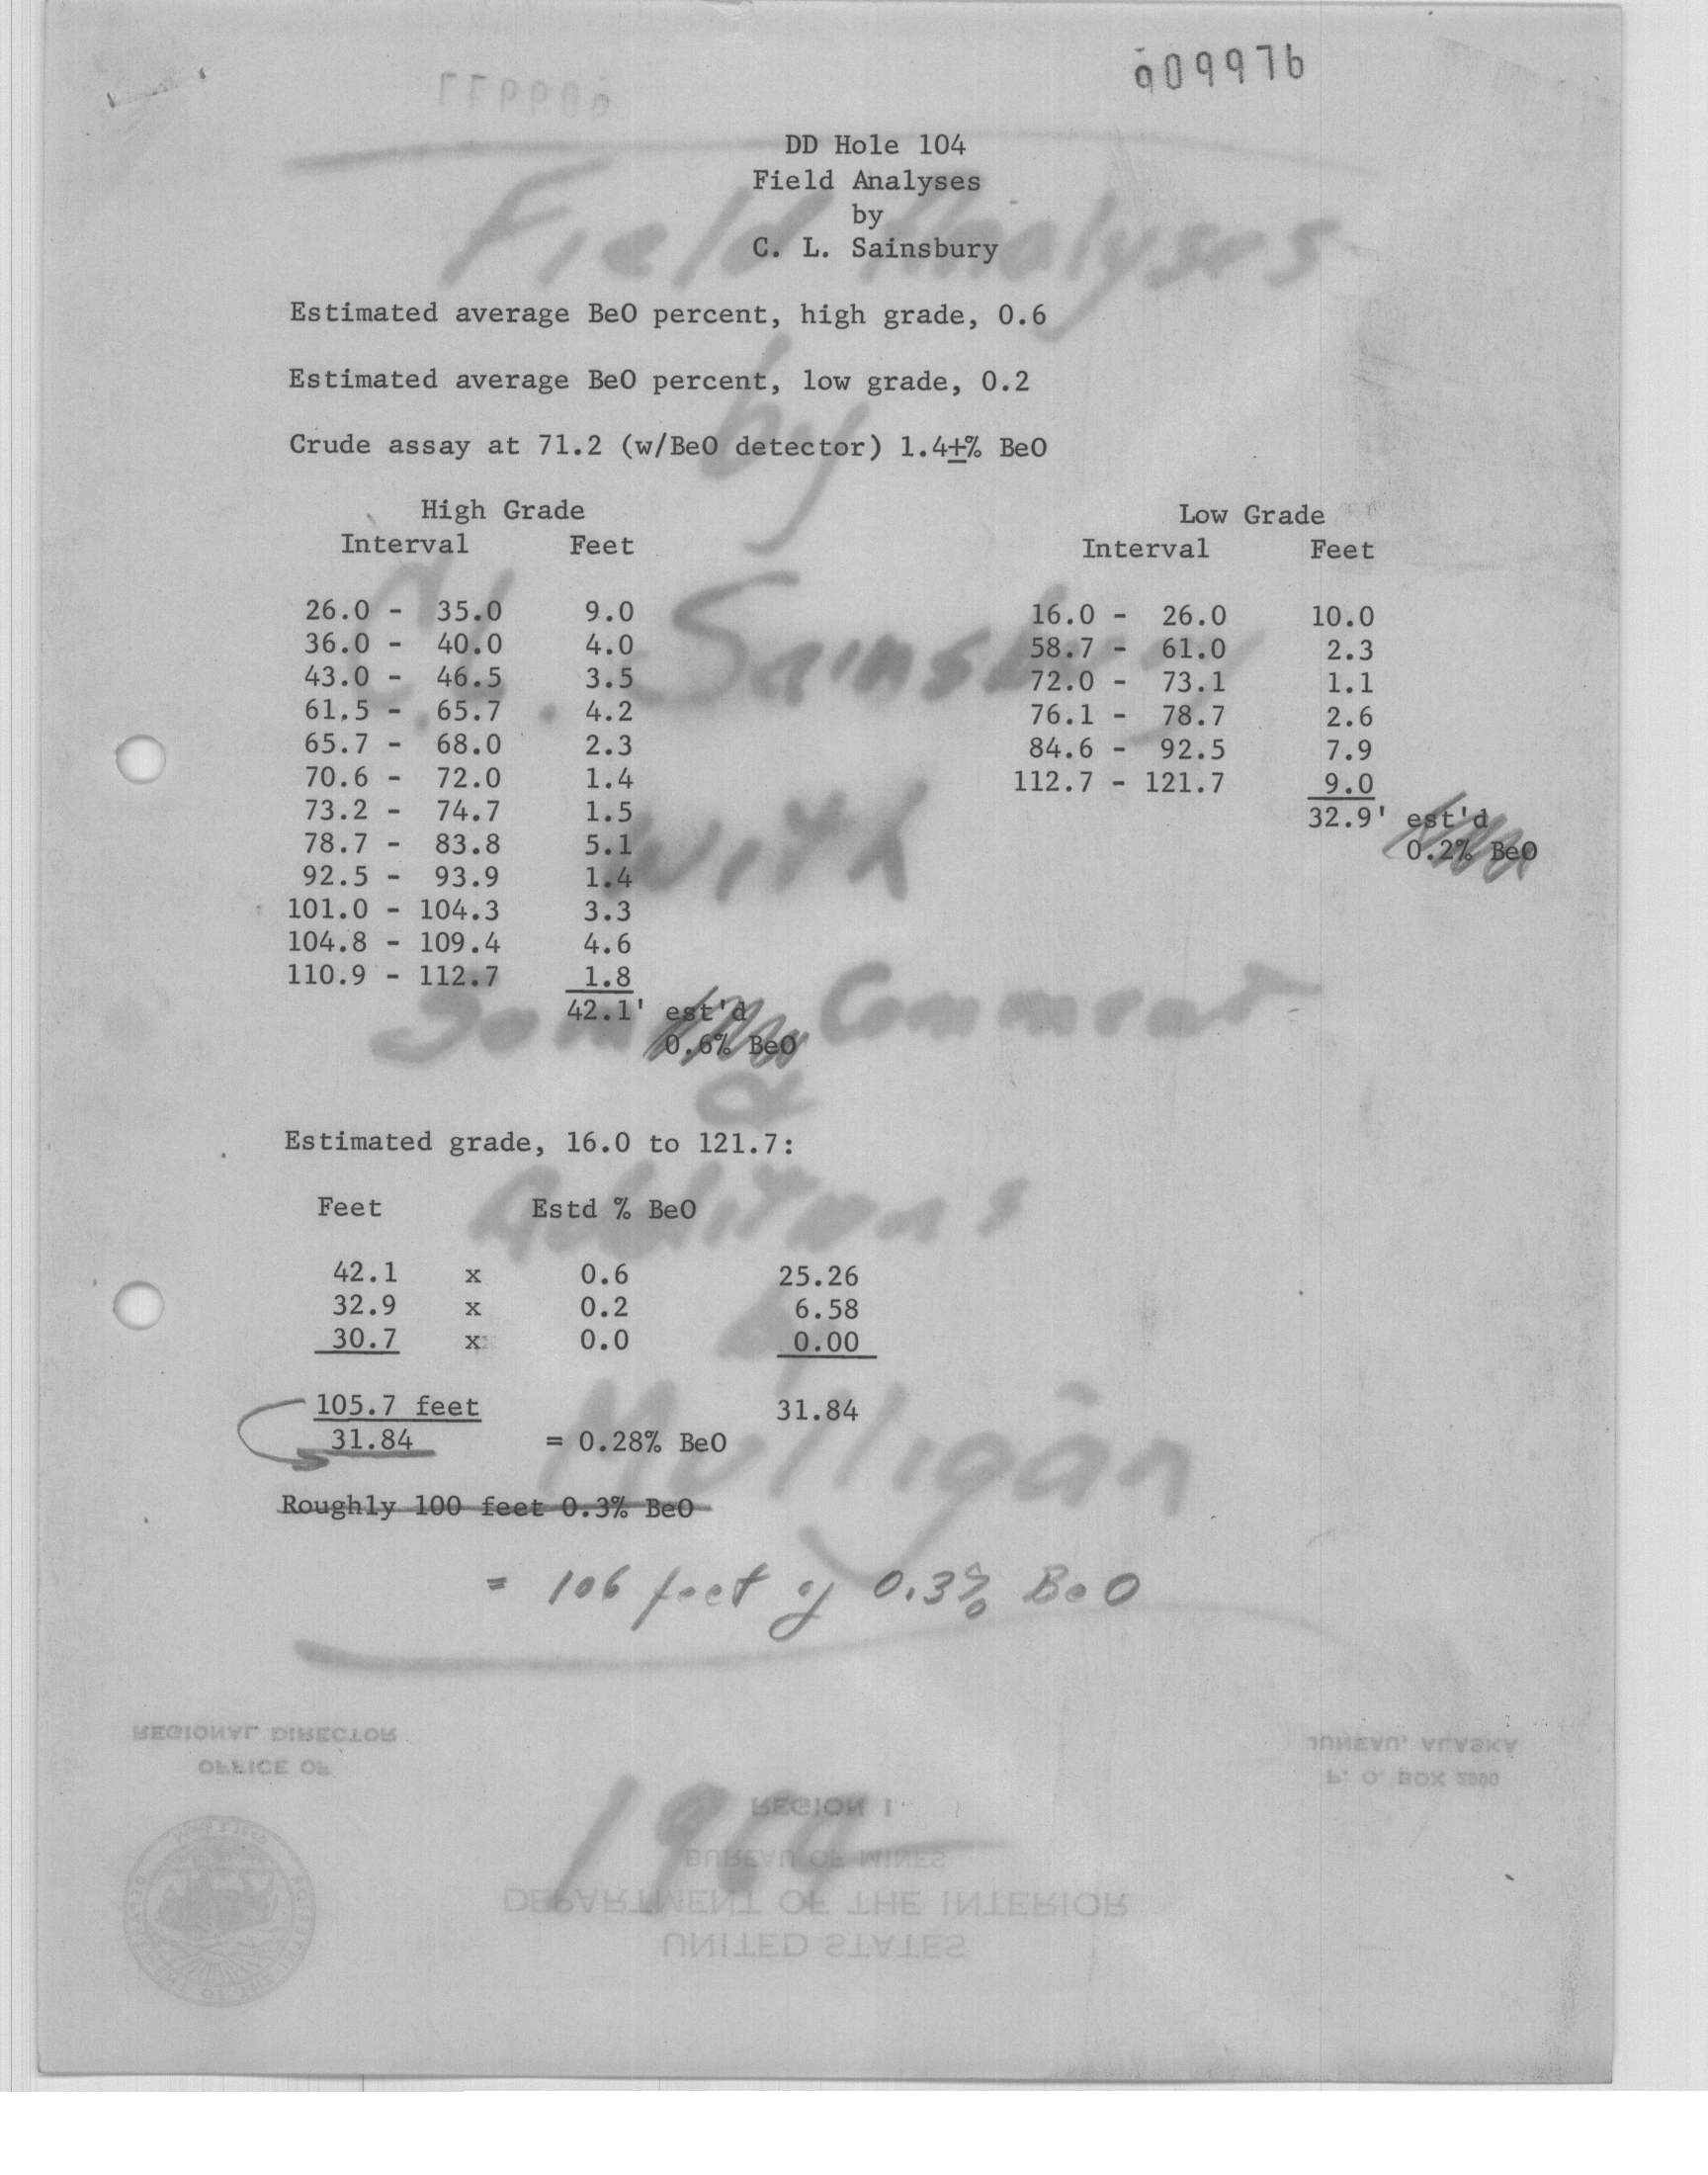 909976
DD Hole 104
Field Analyses
by
C. L. Sainsbury
Estimated average BeO percent, high grade, 0.6
Estimated average BeO percent, low grade, 0.2
Crude assay at 71.2 (w/BeO detector) 1.4±% BeO
High Grade
Interval Feet
26.0 - 35.0 9.0
36.0 - 40.0 4.0
43.0 - 46.5 3.5
61.5 - 65.7 4.2
65.7 - 68.0 2.3
70.6 - 72.0 1.4
73.2 - 74.7 1.5
78.7 - 83.8 5.1
92.5 - 93.9 1.4
101.0 - 104.3 3.3
104.8 - 109.4 4.6
110.9 - 112.7 1.8
42.1' est'd
0.6% BeO
Low Grade
Interval Feet
16.0 - 26.0 10.0
58.7 - 61.0 2.3
72.0 - 73.1 1.1
76.1 - 78.7 2.6
84.6 - 92.5 7.9
112.7 - 121.7 9.0
32.9' est'd
0.2% BeO
Estimated grade, 16.0 to 121.7:
Feet Estd % BeO
42.1 x 0.6 25.26
32.9 x 0.2 6.58
30.7 x 0.0 0.00
105.7 feet 31.84
31.84 = 0.28% BeO
Roughly 100 feet 0.3% BeO
= 106 feet of 0.3% BeO
Field Analyses
by
Sainsbury
with
Some Comment
&
Additions
Mulligan
REGIONAL DIRECTOR
OFFICE OF
JUNEAU, ALASKA
P. O. BOX
REGION I
BUREAU OF MINES
DEPARTMENT OF THE INTERIOR
UNITED STATES